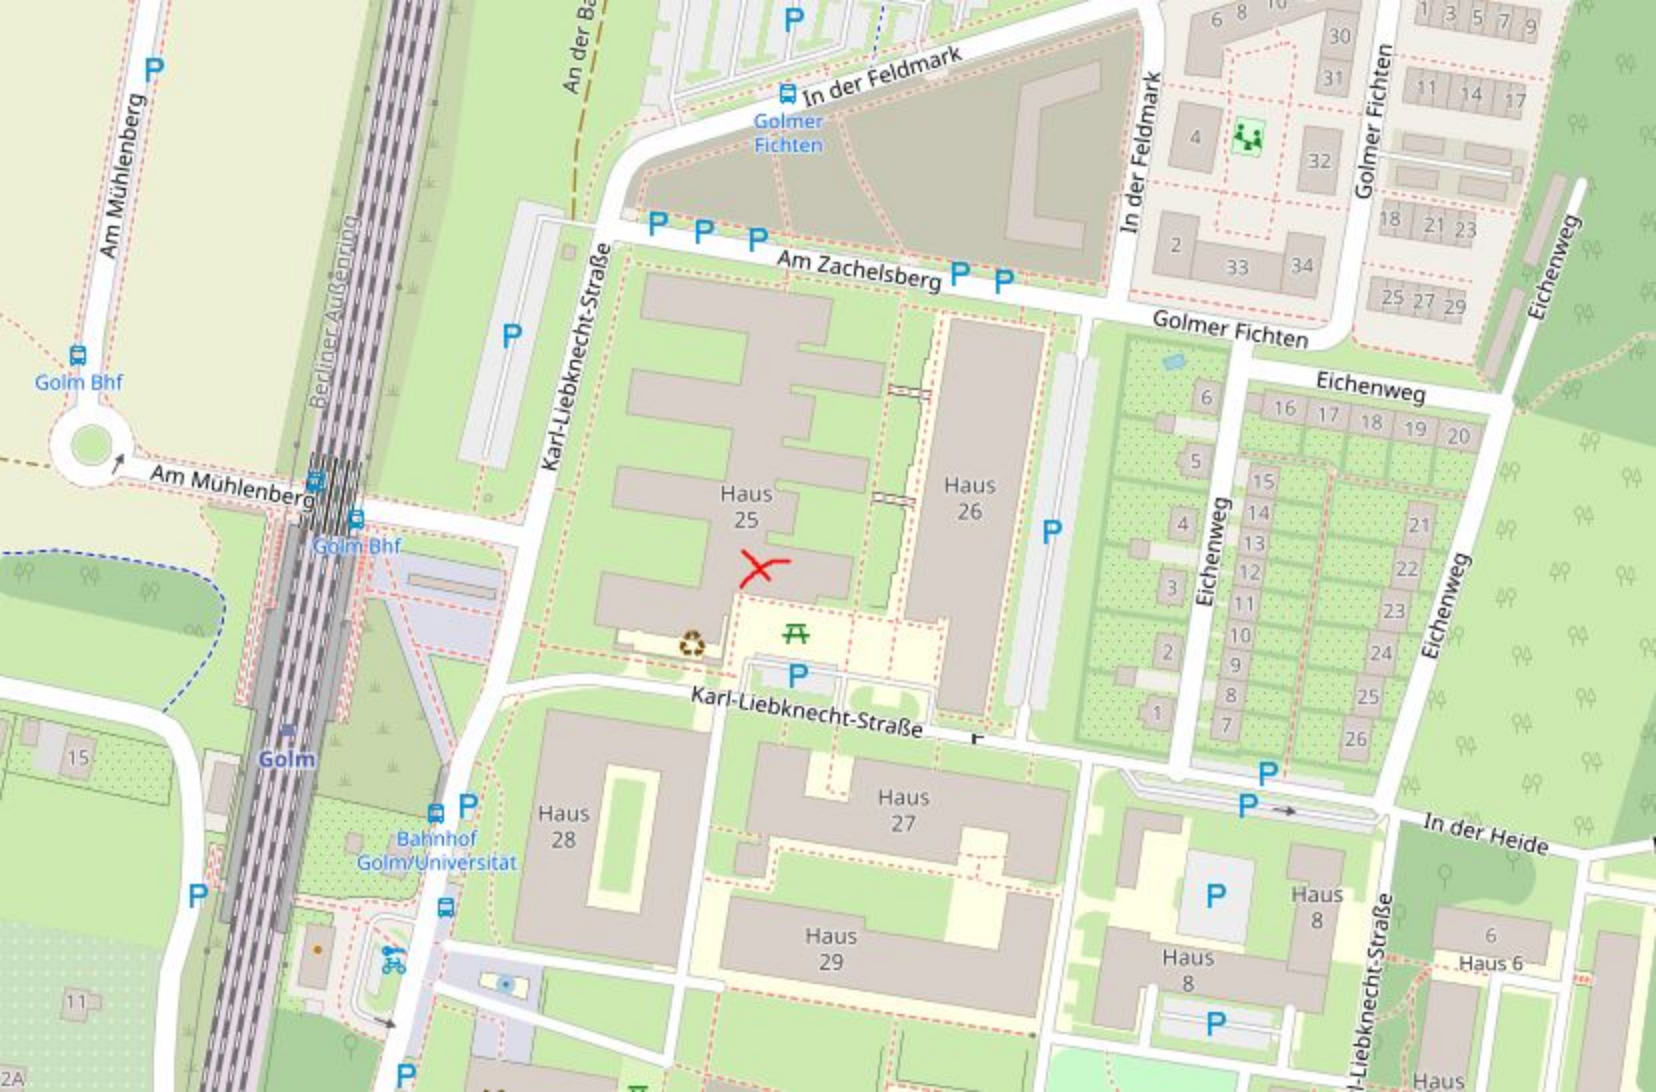 P
An der Ba
6
8
10
30
31
1
3
5
7
9
P
In der Feldmark
Golmer
Fichten
11
14
17
Am Mühlenberg
In der Feldmark
4
32
Golmer Fichten
P
P
P
Am Zachelsberg
P
P
2
33
34
18
21
23
25
27
29
Eichenweg
Berliner Außenring
Karl-Liebknecht-Straße
P
Golmer Fichten
Golm Bhf
Eichenweg
6
16
17
18
19
20
5
Am Mühlenberg
Haus
25
Haus
26
P
15
14
13
12
11
10
9
8
7
4
3
2
1
Eichenweg
21
22
23
24
25
26
Eichenweg
Golm Bhf
P
Karl-Liebknecht-Straße
Golm
15
P
P
P
In der Heide
Bahnhof
Golm/Universität
Haus
28
Haus
27
P
P
Haus
8
Haus
29
Haus
8
6
Haus 6
11
P
-Liebknecht-Straße
2A
P
Haus